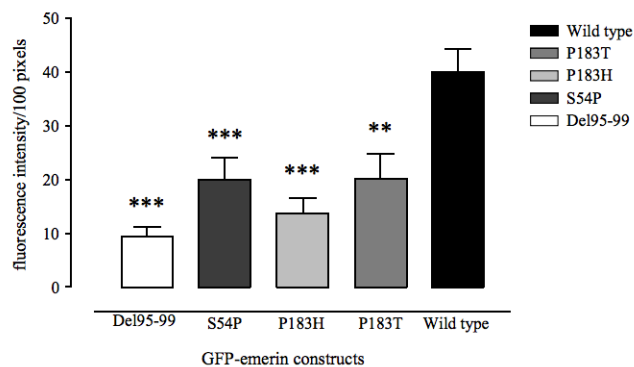 50
40
30
20
10
0
fluorescence intensity/100 pixels
***
***
***
**
Del95-99
S54P
P183H
P183T
Wild type
GFP-emerin constructs
Wild type
P183T
P183H
S54P
Del95-99